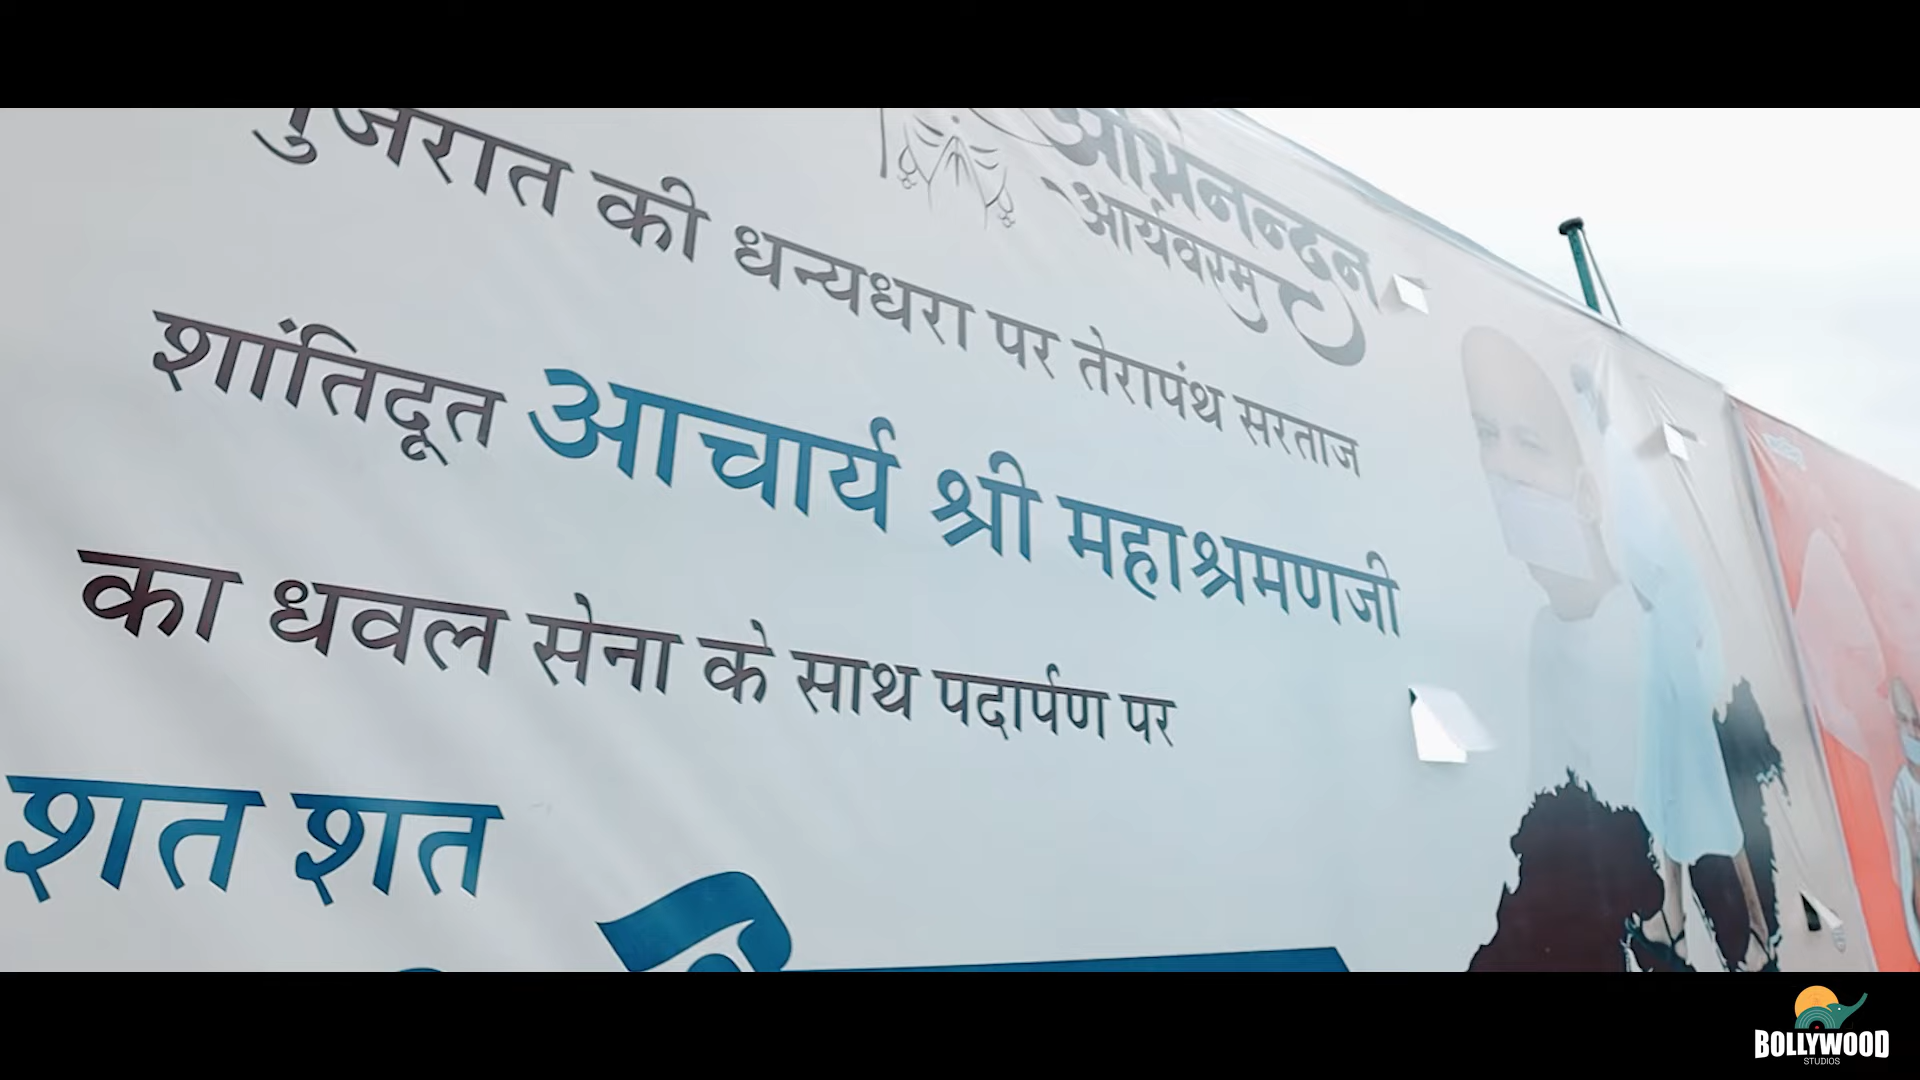 अभिनन्दन
आर्यवरम्
गुजरात की धन्यधरा पर तेरापंथ सरताज
शांतिदूत आचार्य श्री महाश्रमणजी
का धवल सेना के साथ पदार्पण पर
शत शत
BOLLYWOOD
STUDIOS